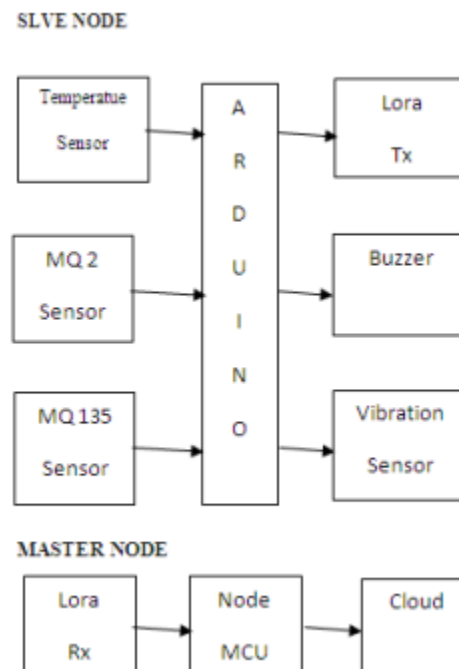 SLVE NODE
Temperatue
Sensor
MQ 2
Sensor
MQ 135
Sensor
A
R
D
U
I
N
O
Lora
Tx
Buzzer
Vibration
Sensor
MASTER NODE
Lora
Rx
Node
MCU
Cloud